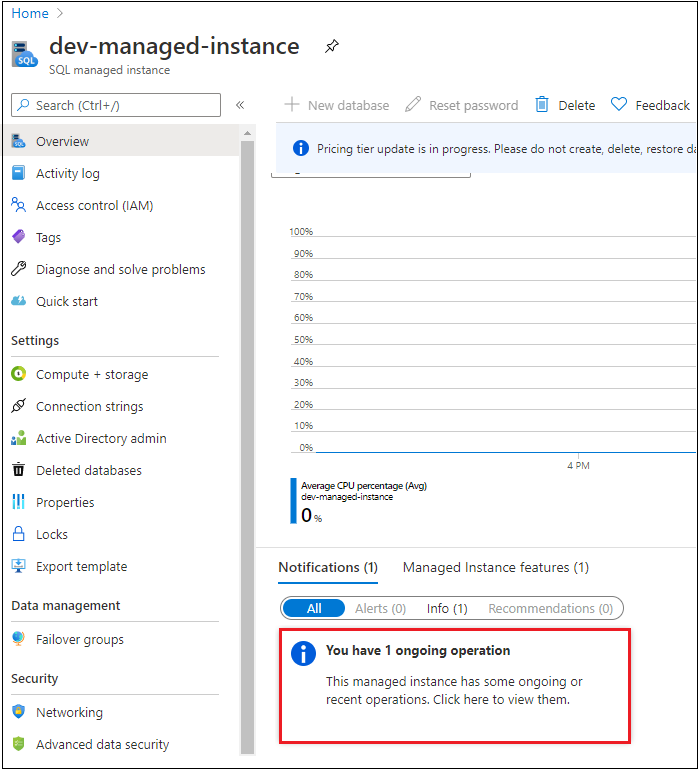 Home
dev-managed-instance
SQL managed instance
Search (Ctrl+/)
New database Reset password Delete Feedback
Overview
Activity log
Access control (IAM)
Tags
Diagnose and solve problems
Quick start
Settings
Compute + storage
Connection strings
Active Directory admin
Deleted databases
Properties
Locks
Export template
Data management
Failover groups
Security
Networking
Advanced data security
Pricing tier update is in progress. Please do not create, delete, restore da
100%
90%
80%
70%
60%
50%
40%
30%
20%
10%
0%
4 PM
Average CPU percentage (Avg)
dev-managed-instance
0 %
Notifications (1) Managed Instance features (1)
All Alerts (0) Info (1) Recommendations (0)
You have 1 ongoing operation
This managed instance has some ongoing or
recent operations. Click here to view them.